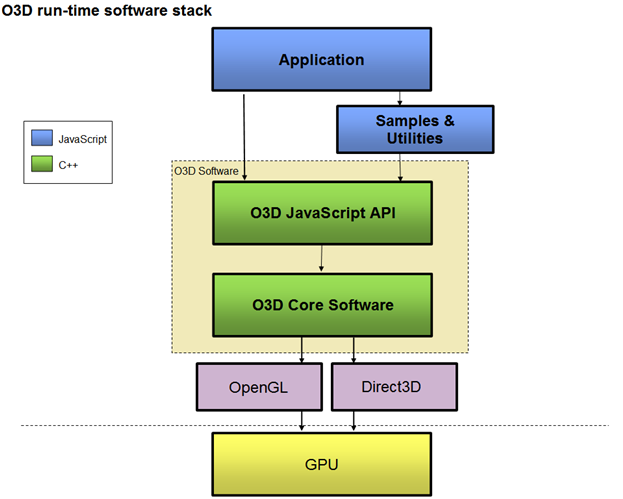 O3D run-time software stack
Application
Samples &
Utilities
JavaScript
C++
O3D Software
O3D JavaScript API
O3D Core Software
OpenGL
Direct3D
GPU